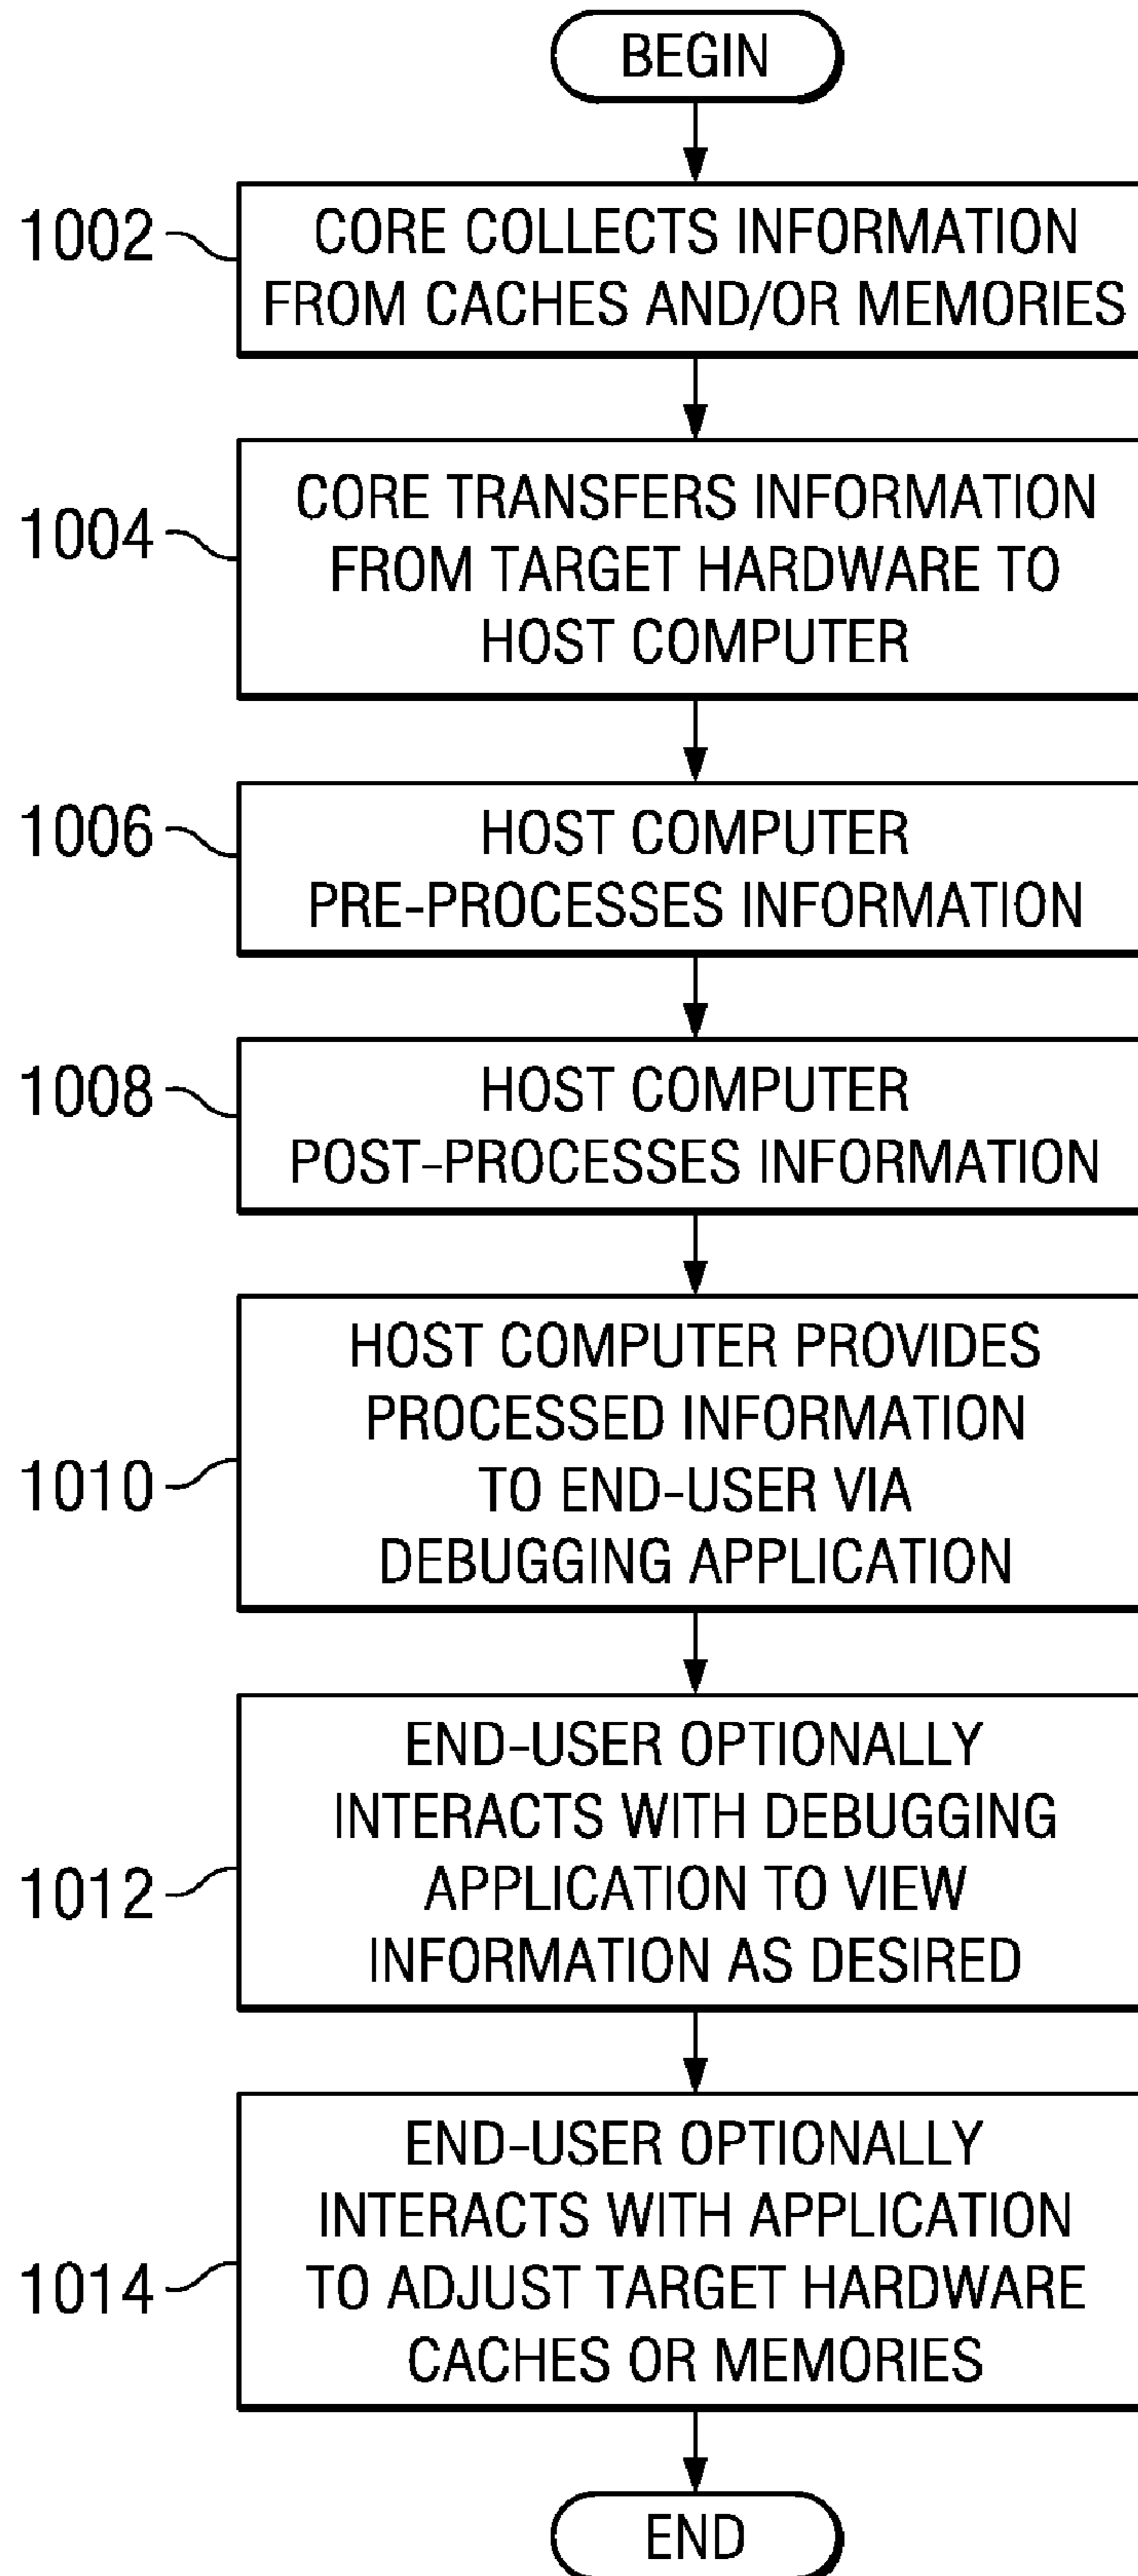 BEGIN
1002
CORE COLLECTS INFORMATION
FROM CACHES AND/OR MEMORIES
1004
CORE TRANSFERS INFORMATION
FROM TARGET HARDWARE TO
HOST COMPUTER
1006
HOST COMPUTER
PRE-PROCESSES INFORMATION
1008
HOST COMPUTER
POST-PROCESSES INFORMATION
1010
HOST COMPUTER PROVIDES
PROCESSED INFORMATION
TO END-USER VIA
DEBUGGING APPLICATION
1012
END-USER OPTIONALLY
INTERACTS WITH DEBUGGING
APPLICATION TO VIEW
INFORMATION AS DESIRED
1014
END-USER OPTIONALLY
INTERACTS WITH APPLICATION
TO ADJUST TARGET HARDWARE
CACHES OR MEMORIES
END